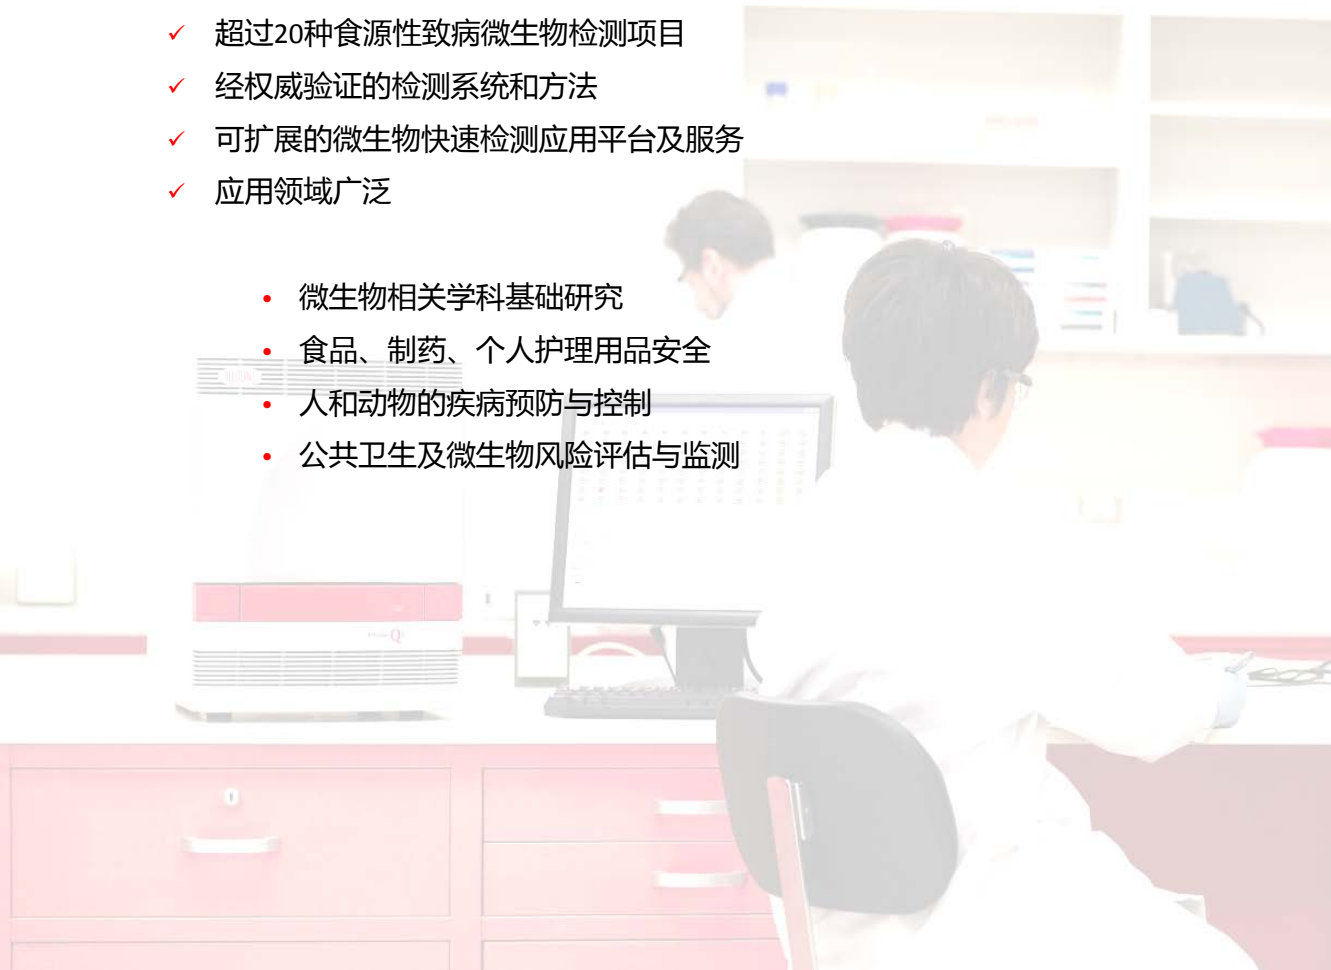 ✓ 超过20种食源性致病微生物检测项目
✓ 经权威验证的检测系统和方法
✓ 可扩展的微生物快速检测应用平台及服务
✓ 应用领域广泛
• 微生物相关学科基础研究
• 食品、制药、个人护理用品安全
• 人和动物的疾病预防与控制
• 公共卫生及微生物风险评估与监测